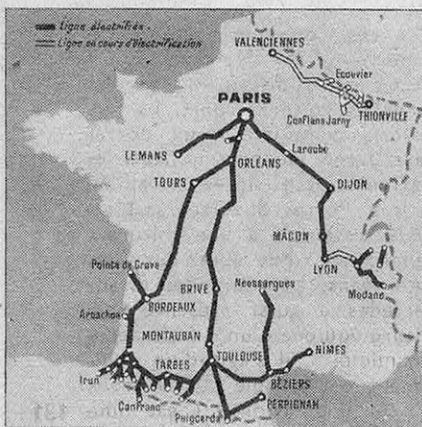 Ligne électrifiée.
Ligne en cours d'électrification
VALENCIENNES
Ecouvier
Conflans Jarny
THIONVILLE
PARIS
LE MANS
ORLÉANS
Laroche
TOURS
DIJON
MÂCON
LYON
Modane
Pointe de Grave
BORDEAUX
Arcachon
BRIVE
Neussargues
MONTAUBAN
TARBES
TOULOUSE
NÎMES
BÉZIERS
Irun
Canfranc
PERPIGNAN
Puigcerda